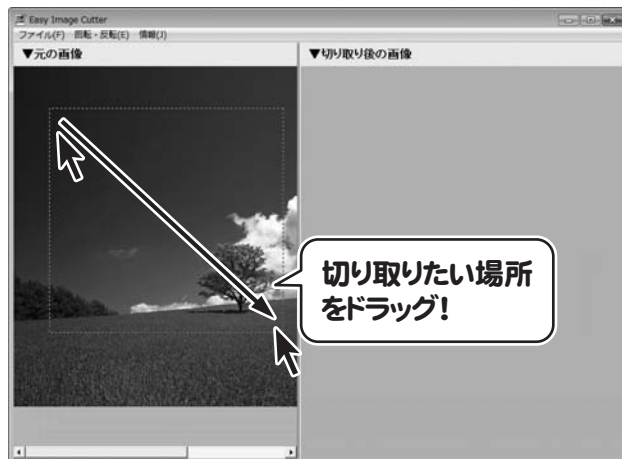 Easy Image Cutter
ファイル(F) 回転・反転(E) 情報(J)
▼元の画像
▼切り取り後の画像
切り取りたい場所
をドラッグ!